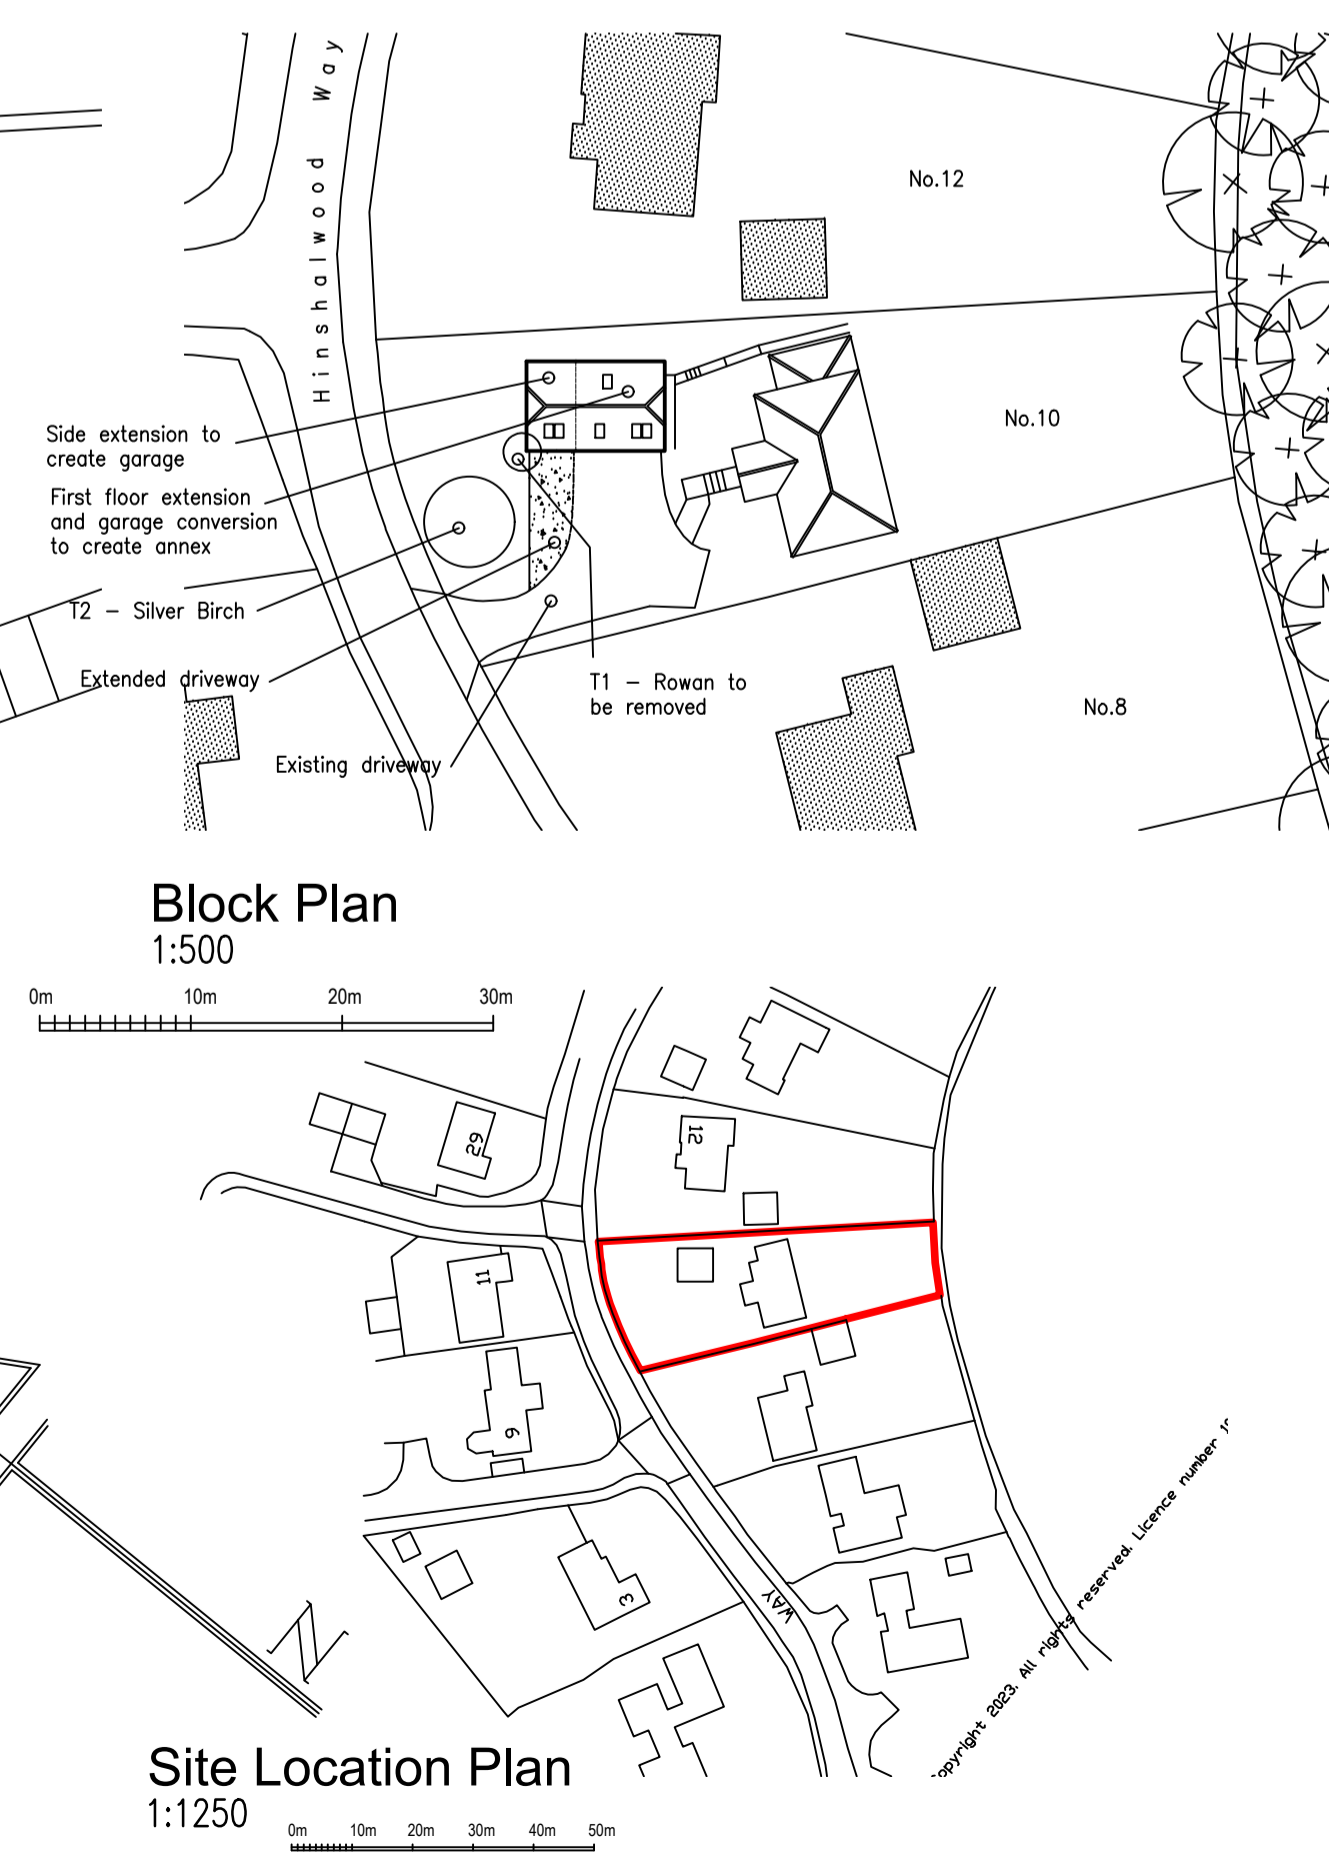 Hinshalwood Way
No.12
No.10
Side extension to
create garage
First floor extension
and garage conversion
to create annex
T2 - Silver Birch
Extended driveway
T1 - Rowan to
be removed
No.8
Existing driveway
Block Plan
1:500
0m 10m 20m 30m
29
12
11
9
3
WAY
opyright 2023. All rights reserved. Licence number
N
Site Location Plan
1:1250
0m 10m 20m 30m 40m 50m